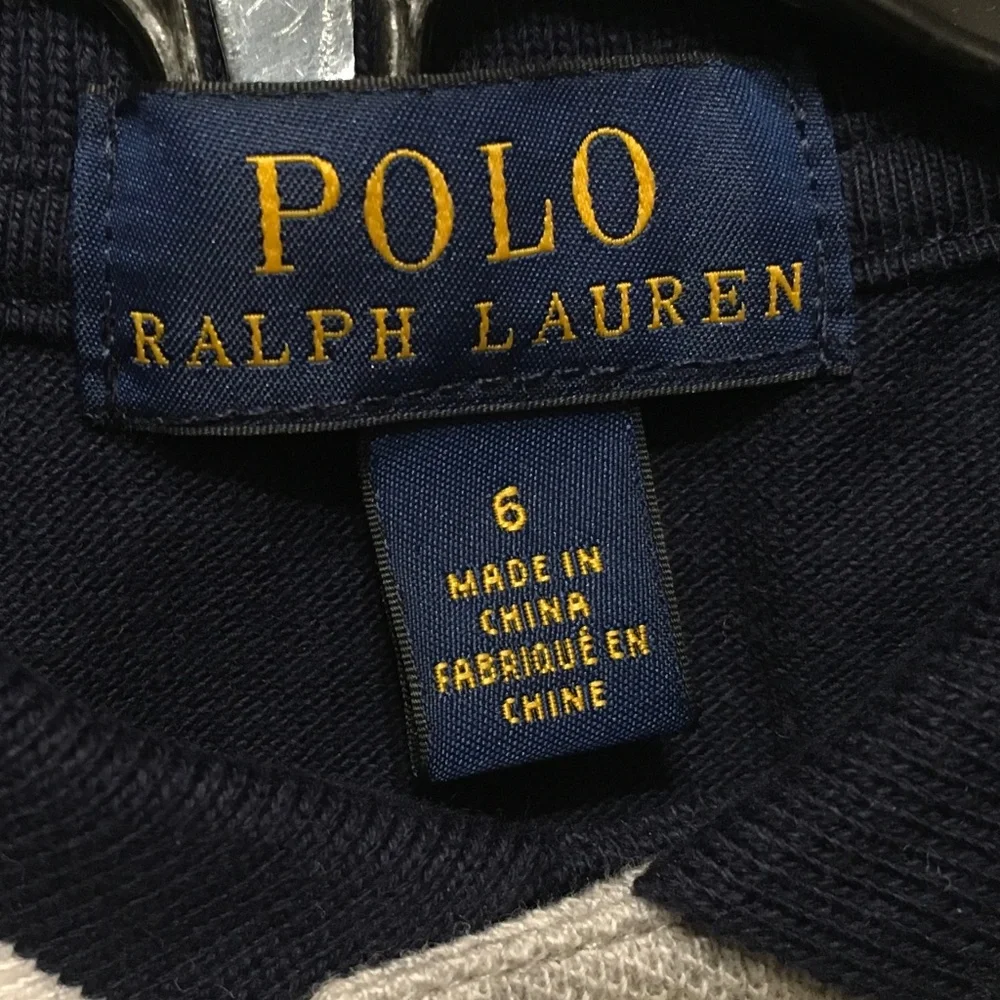 POLO
RALPH LAUREN
6
MADE IN
CHINA
FABRIQUÉ EN
CHINE